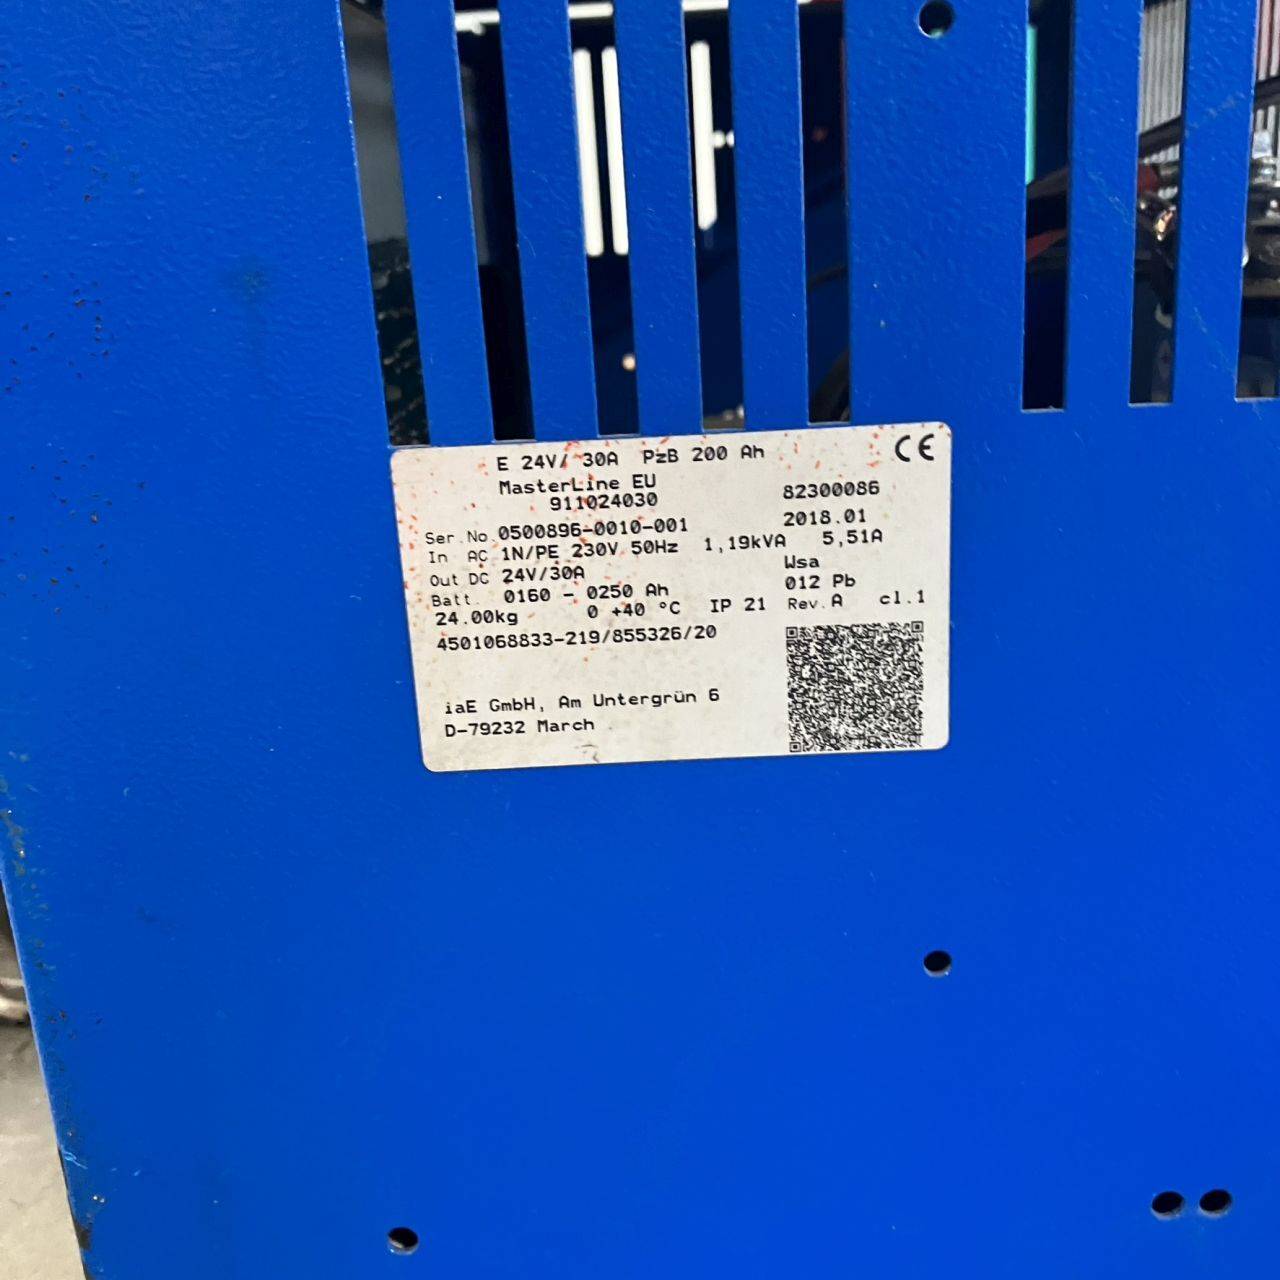 E 24V/ 30A PzB 200 Ah CE
MasterLine EU
911024030 82300086
Ser.No.0500896-0010-001 2018.01
In AC 1N/PE 230V 50Hz 1,19kVA 5,51A
Out DC 24V/30A Wsa
Batt. 0160 - 0250 Ah 012 Pb
24.00kg 0 +40 °C IP 21 Rev.A cl.1
4501068833-219/855326/20
iaE GmbH, Am Untergrün 6
D-79232 March